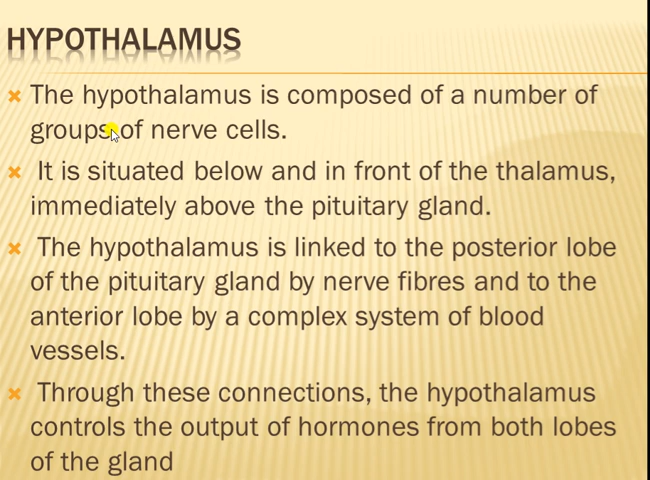 HYPOTHALAMUS
The hypothalamus is composed of a number of
groups of nerve cells.
It is situated below and in front of the thalamus,
immediately above the pituitary gland.
The hypothalamus is linked to the posterior lobe
of the pituitary gland by nerve fibres and to the
anterior lobe by a complex system of blood
vessels.
Through these connections, the hypothalamus
controls the output of hormones from both lobes
of the gland